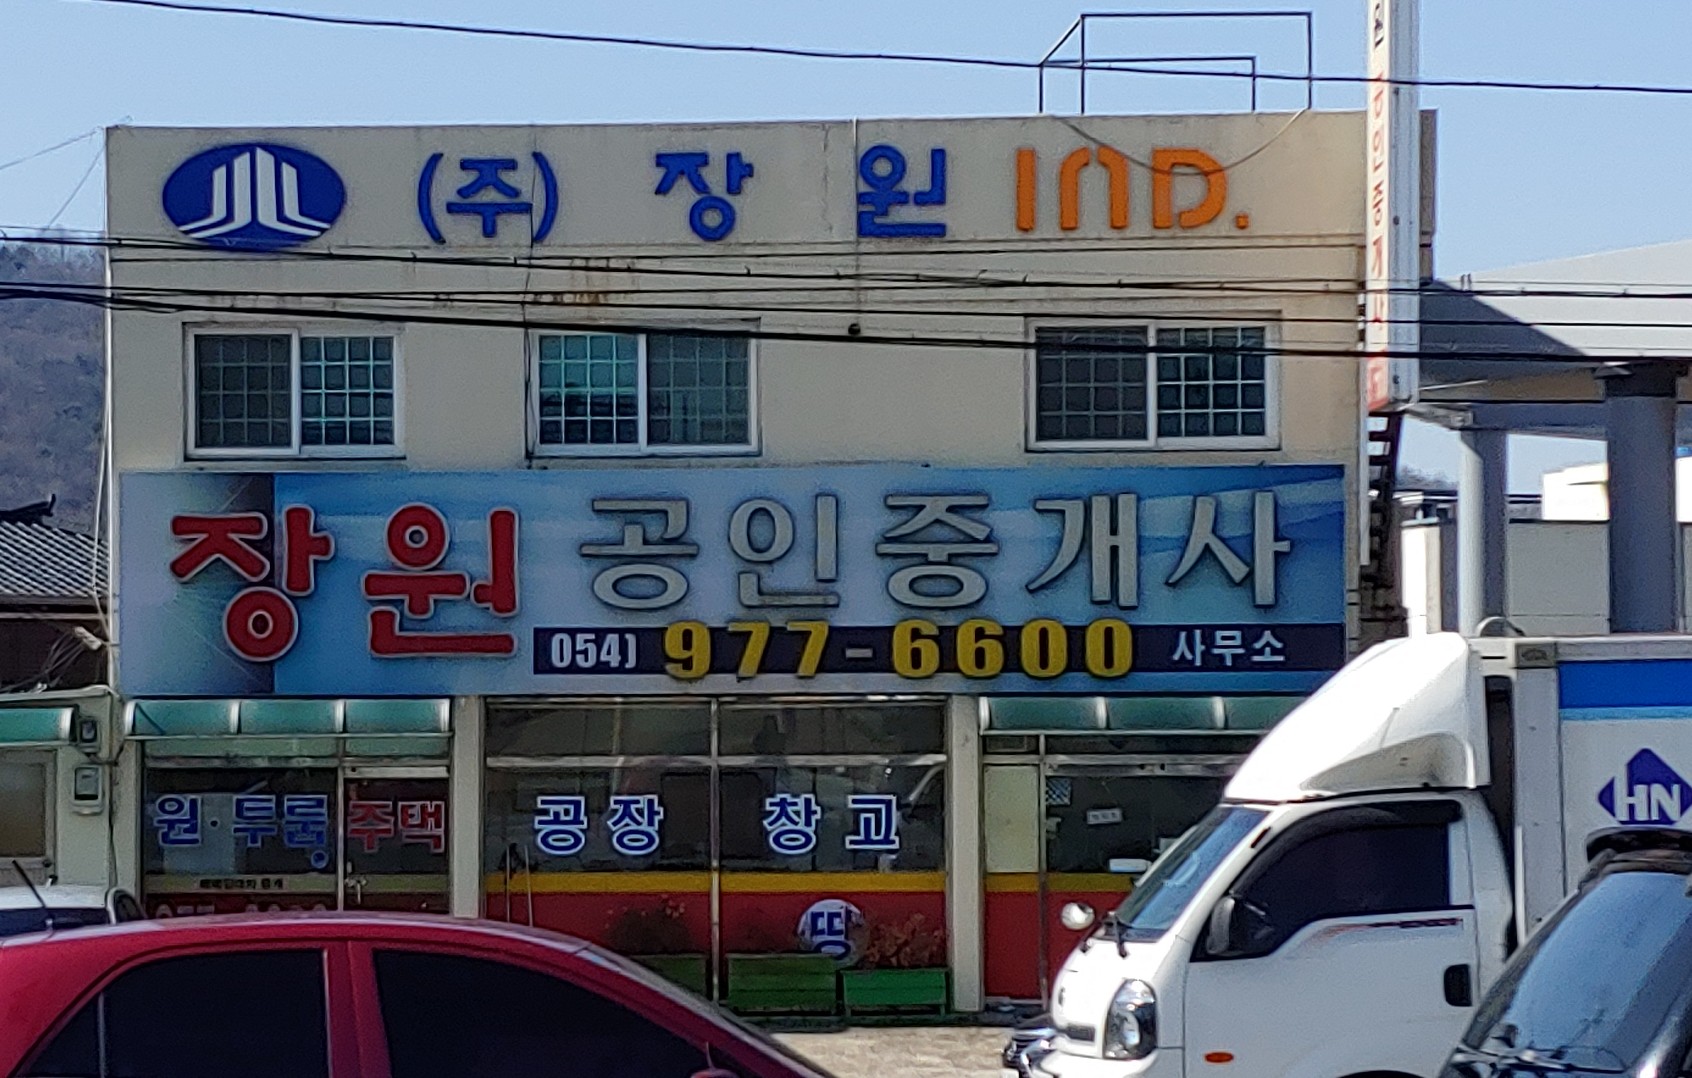 (주) 장 원 IND.
장원 공인중개사
054) 977-6600 사무소
원·투룸 주택
공장 창고
땅
HN